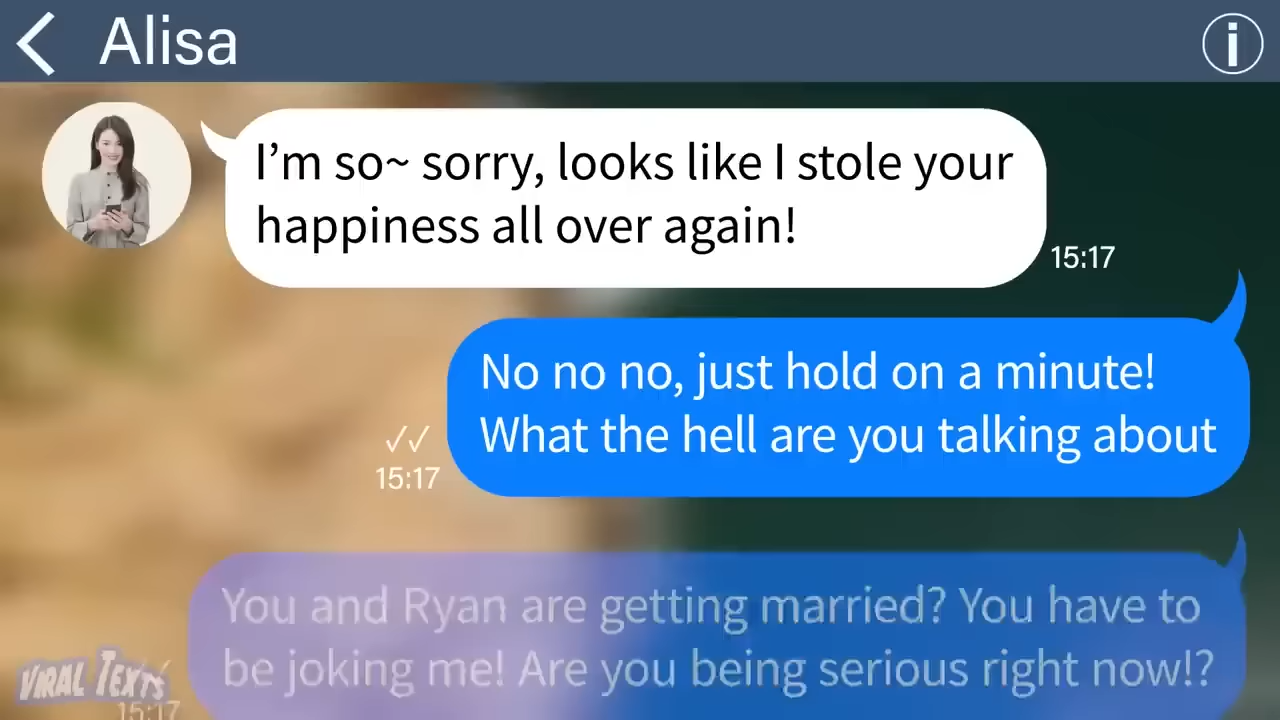 Alisa
I’m so~ sorry, looks like I stole your
happiness all over again!
15:17
No no no, just hold on a minute!
What the hell are you talking about
✓✓
15:17
You and Ryan are getting married? You have to
be joking me! Are you being serious right now!?
VIRAL TEXTS
15:17